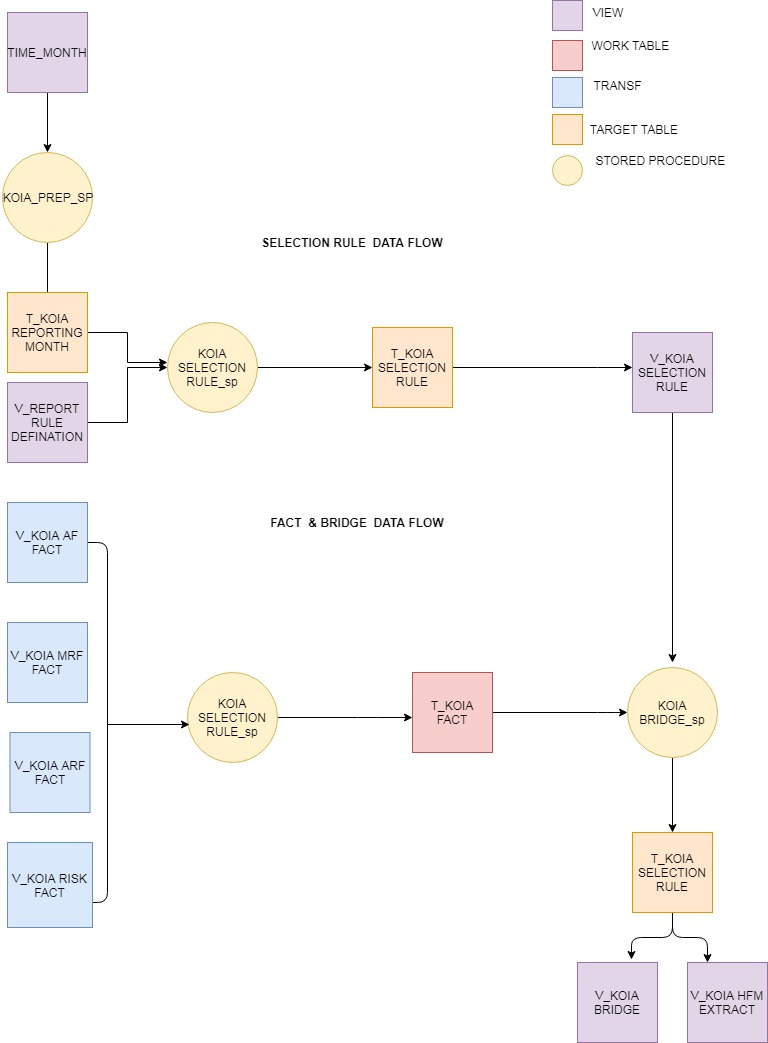 VIEW
WORK TABLE
TRANSF
TARGET TABLE
STORED PROCEDURE
TIME_MONTH
KOIA_PREP_SP
SELECTION RULE  DATA FLOW
T_KOIA
REPORTING
MONTH
V_REPORT
RULE
DEFINATION
KOIA
SELECTION
RULE_sp
T_KOIA
SELECTION
RULE
V_KOIA
SELECTION
RULE
FACT  & BRIDGE  DATA FLOW
V_KOIA AF
FACT
V_KOIA MRF
FACT
V_KOIA ARF
FACT
V_KOIA RISK
FACT
KOIA
SELECTION
RULE_sp
T_KOIA
FACT
KOIA
BRIDGE_sp
T_KOIA
SELECTION
RULE
V_KOIA
BRIDGE
V_KOIA HFM
EXTRACT